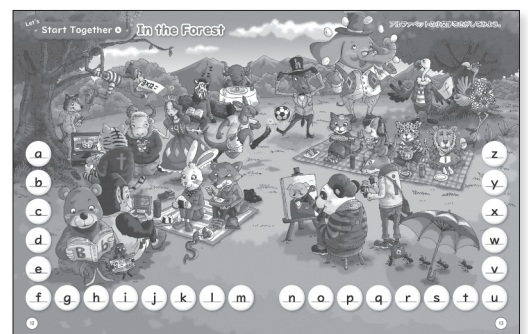 Let's
Start Together 4
In the Forest
アルファベットの小文字をさがしてみよう。
a
b
c
d
e
f g h i j k l m
n o p q r s t u
v
w
x
y
z
B b
h
12
13